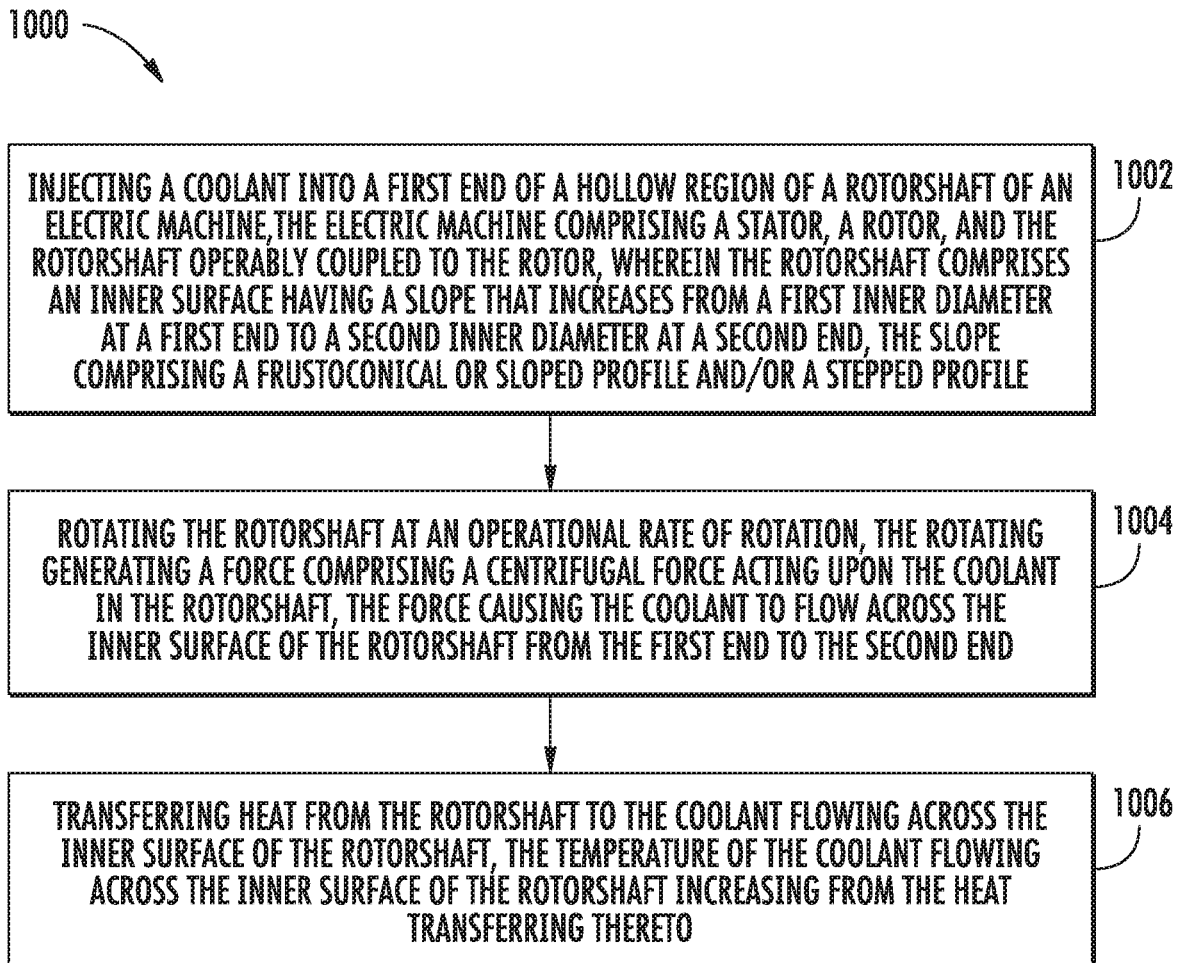 1000
INJECTING A COOLANT INTO A FIRST END OF A HOLLOW REGION OF A ROTORSHAFT OF AN
ELECTRIC MACHINE,THE ELECTRIC MACHINE COMPRISING A STATOR, A ROTOR, AND THE
ROTORSHAFT OPERABLY COUPLED TO THE ROTOR, WHEREIN THE ROTORSHAFT COMPRISES
AN INNER SURFACE HAVING A SLOPE THAT INCREASES FROM A FIRST INNER DIAMETER
AT A FIRST END TO A SECOND INNER DIAMETER AT A SECOND END, THE SLOPE
COMPRISING A FRUSTOCONICAL OR SLOPED PROFILE AND/OR A STEPPED PROFILE
1002
ROTATING THE ROTORSHAFT AT AN OPERATIONAL RATE OF ROTATION, THE ROTATING
GENERATING A FORCE COMPRISING A CENTRIFUGAL FORCE ACTING UPON THE COOLANT
IN THE ROTORSHAFT, THE FORCE CAUSING THE COOLANT TO FLOW ACROSS THE
INNER SURFACE OF THE ROTORSHAFT FROM THE FIRST END TO THE SECOND END
1004
TRANSFERRING HEAT FROM THE ROTORSHAFT TO THE COOLANT FLOWING ACROSS THE
INNER SURFACE OF THE ROTORSHAFT, THE TEMPERATURE OF THE COOLANT FLOWING
ACROSS THE INNER SURFACE OF THE ROTORSHAFT INCREASING FROM THE HEAT
TRANSFERRING THERETO
1006